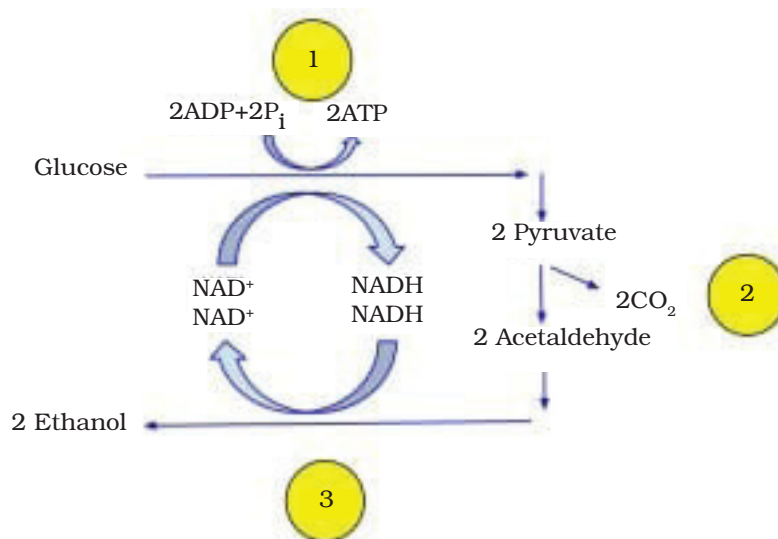 1
2ADP+2Pi 2ATP
Glucose
2 Pyruvate
NAD⁺ NADH
2CO₂ 2
NAD⁺ NADH
2 Acetaldehyde
2 Ethanol
3